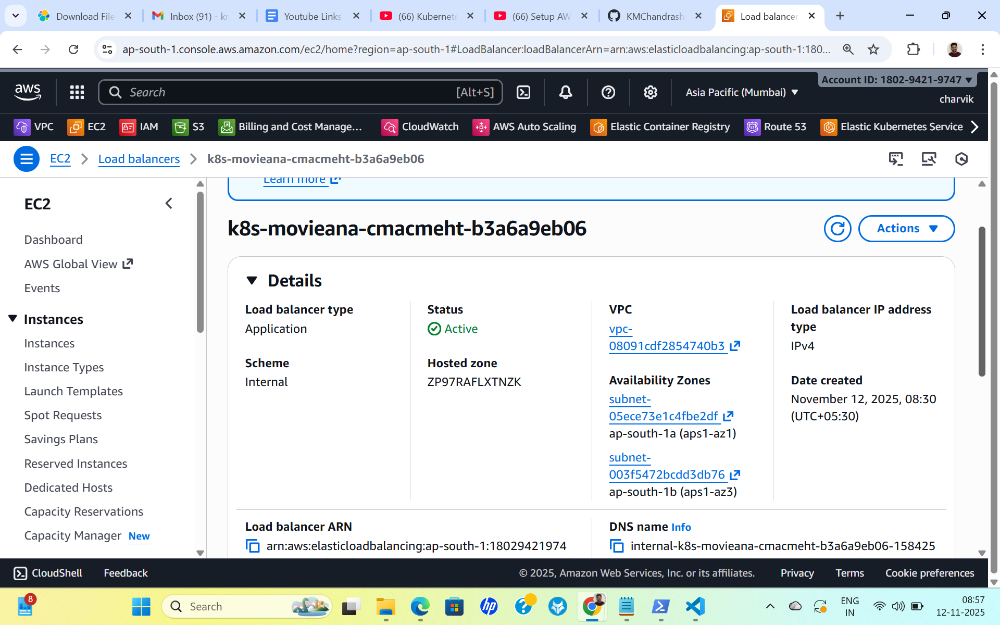 Download File
Inbox (91) - kr
Youtube Links
(66) Kubernete
(66) Setup AW
KMChandrash
Load balancer
ap-south-1.console.aws.amazon.com/ec2/home?region=ap-south-1#LoadBalancer:loadBalancerArn=arn:aws:elasticloadbalancing:ap-south-1:180...
aws
Search
[Alt+S]
Asia Pacific (Mumbai)
Account ID: 1802-9421-9747
charvik
VPC
EC2
IAM
S3
Billing and Cost Manage...
CloudWatch
AWS Auto Scaling
Elastic Container Registry
Route 53
Elastic Kubernetes Service
EC2
Load balancers
k8s-movieana-cmacmeht-b3a6a9eb06
EC2
Dashboard
AWS Global View
Events
Instances
Instances
Instance Types
Launch Templates
Spot Requests
Savings Plans
Reserved Instances
Dedicated Hosts
Capacity Reservations
Capacity Manager New
Learn more
k8s-movieana-cmacmeht-b3a6a9eb06
Actions
Details
Load balancer type
Application
Scheme
Internal
Status
Active
Hosted zone
ZP97RAFLXTNZK
VPC
vpc-
08091cdf2854740b3
Availability Zones
subnet-
05ece73e1c4fbe2df
ap-south-1a (aps1-az1)
subnet-
003f5472bcdd3db76
ap-south-1b (aps1-az3)
Load balancer IP address
type
IPv4
Date created
November 12, 2025, 08:30
(UTC+05:30)
Load balancer ARN
arn:aws:elasticloadbalancing:ap-south-1:18029421974
DNS name Info
internal-k8s-movieana-cmacmeht-b3a6a9eb06-158425
CloudShell
Feedback
© 2025, Amazon Web Services, Inc. or its affiliates.
Privacy
Terms
Cookie preferences
8
Search
hp
ENG
IN
08:57
12-11-2025